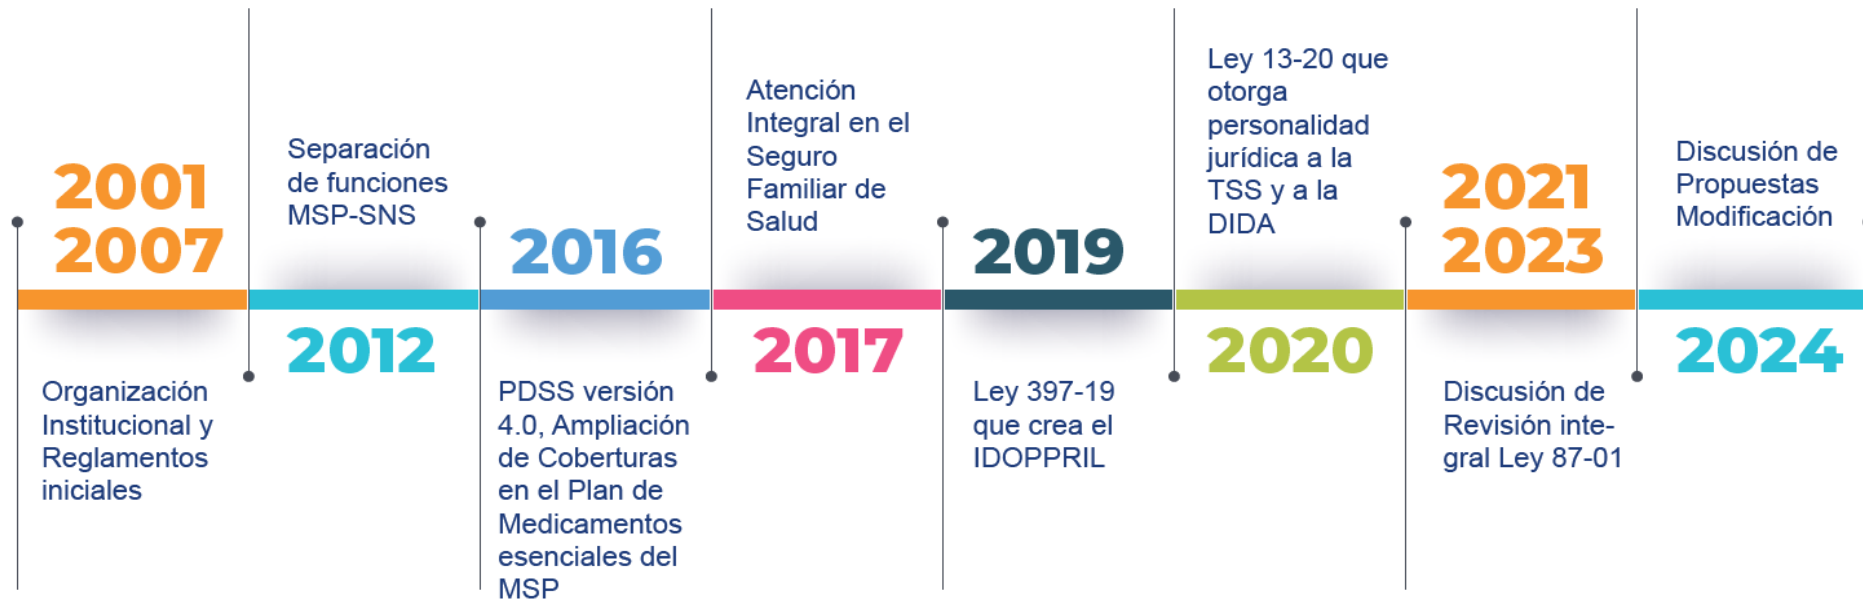 2001
2007
Organización
Institucional y
Reglamentos
iniciales
Separación
de funciones
MSP-SNS
2012
2016
PDSS versión
4.0, Ampliación
de Coberturas
en el Plan de
Medicamentos
esenciales del
MSP
Atención
Integral en el
Seguro
Familiar de
Salud
2017
2019
Ley 397-19
que crea el
IDOPPRIL
Ley 13-20 que
otorga
personalidad
jurídica a la
TSS y a la
DIDA
2020
2021
2023
Discusión de
Revisión inte-
gral Ley 87-01
Discusión de
Propuestas
Modificación
2024